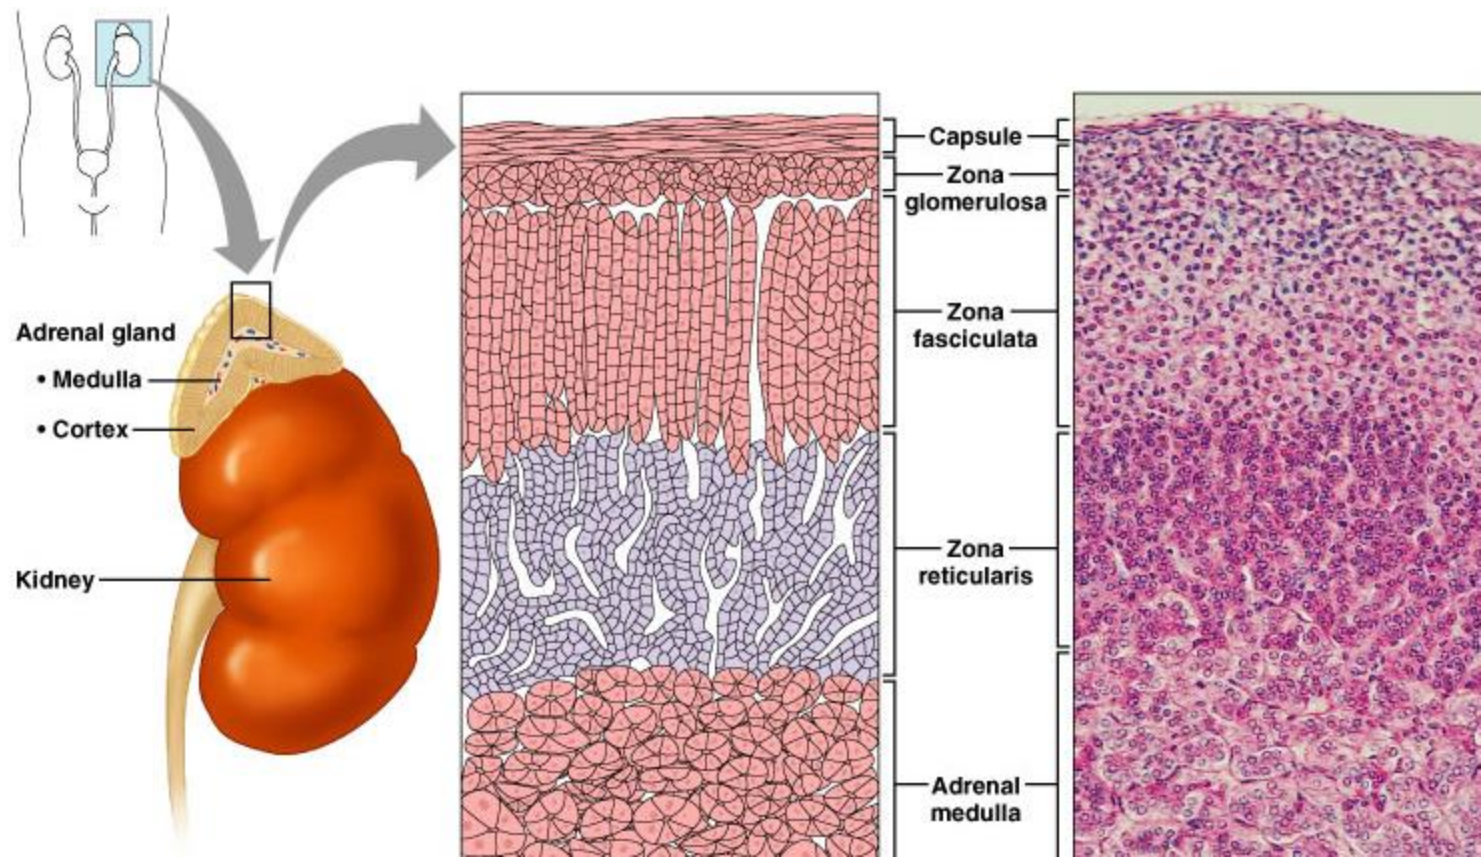 Adrenal gland
• Medulla
• Cortex
Kidney
Capsule
Zona
glomerulosa
Zona
fasciculata
Zona
reticularis
Adrenal
medulla